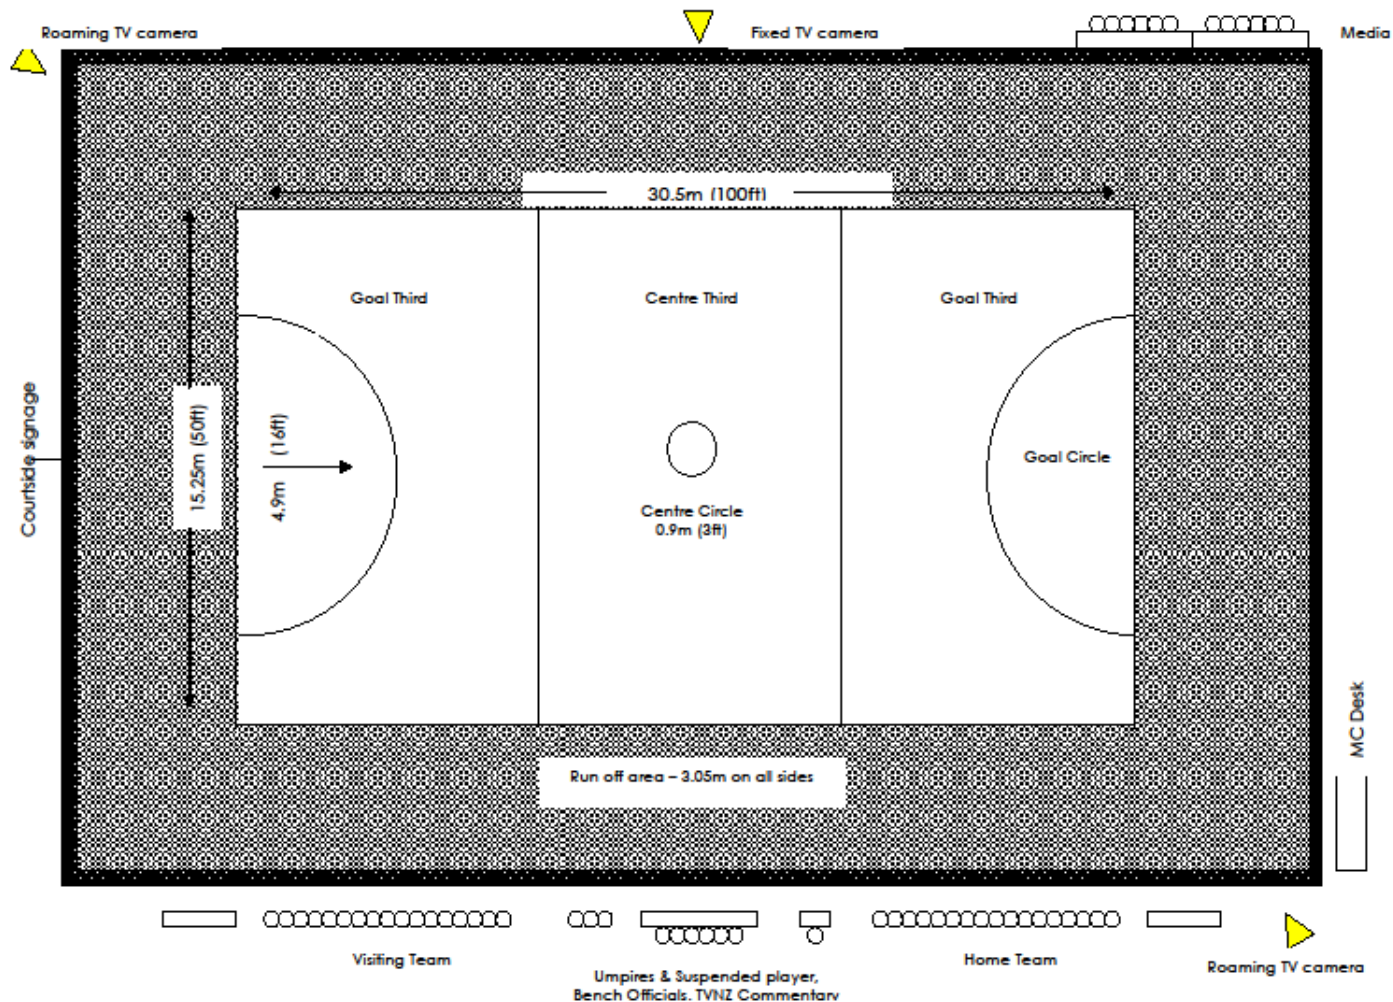 Roaming TV camera
Fixed TV camera
Media
30.5m (100ft)
Goal Third
Centre Third
Goal Third
Courtside signage
15.25m (50ft)
4.9m (16ft)
Goal Circle
Centre Circle
0.9m (3ft)
MC Desk
Run off area – 3.05m on all sides
Visiting Team
Home Team
Roaming TV camera
Umpires & Suspended player,
Bench Officials, TVNZ Commentary